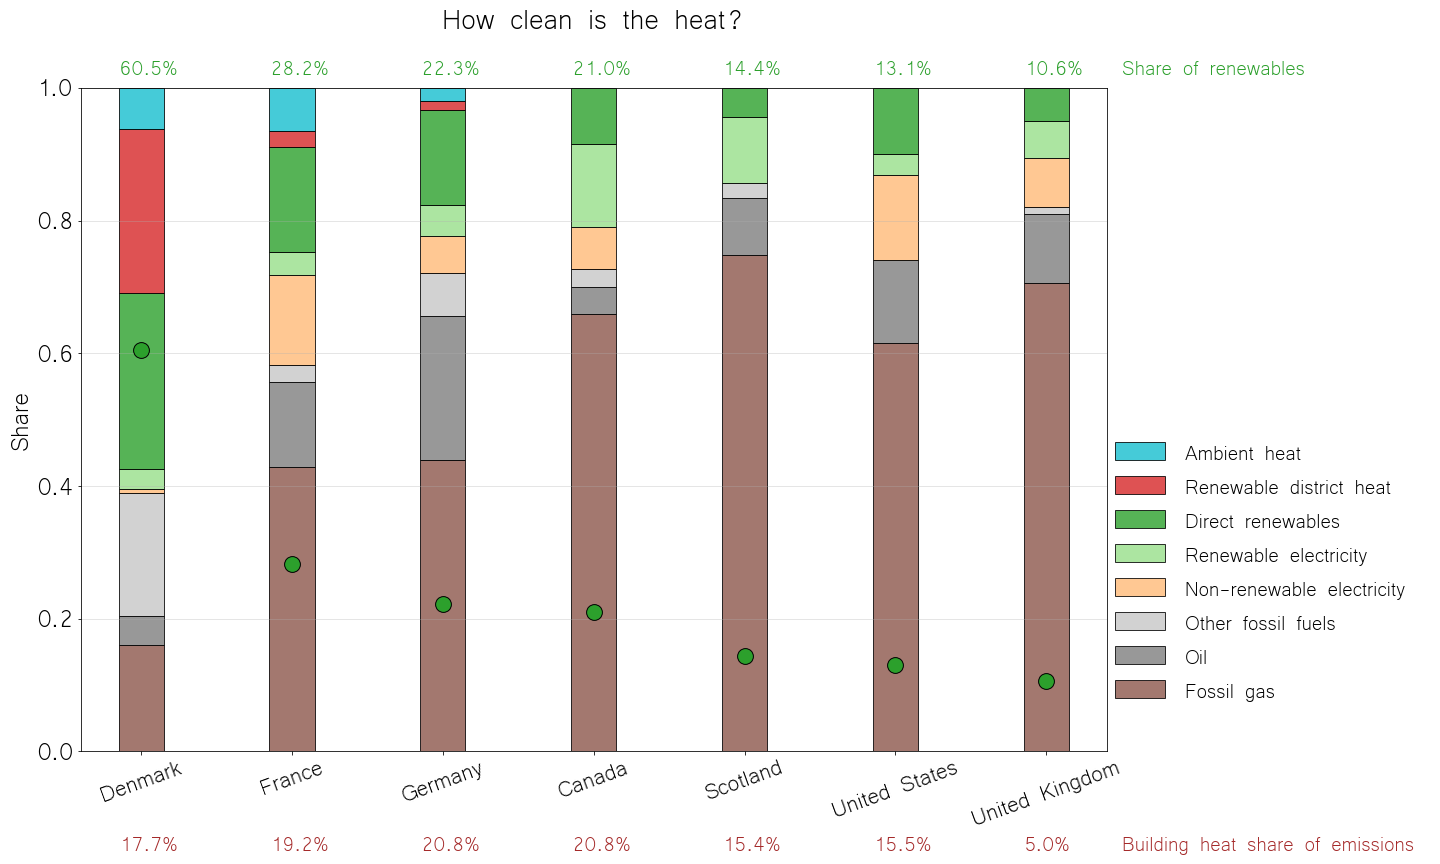 How clean is the heat?
60.5% 28.2% 22.3% 21.0% 14.4% 13.1% 10.6% Share of renewables
1.0
0.8
0.6
0.4
0.2
0.0
Share
Ambient heat
Renewable district heat
Direct renewables
Renewable electricity
Non-renewable electricity
Other fossil fuels
Oil
Fossil gas
Denmark France Germany Canada Scotland United States United Kingdom
17.7% 19.2% 20.8% 20.8% 15.4% 15.5% 5.0% Building heat share of emissions